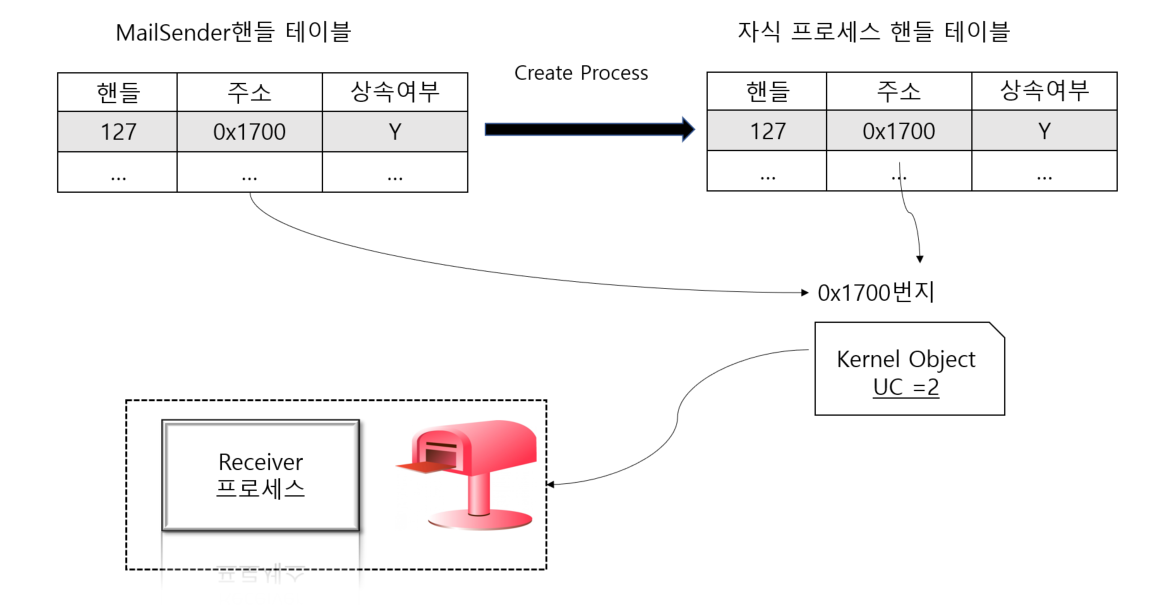 MailSender핸들 테이블
자식 프로세스 핸들 테이블
Create Process
핸들 주소 상속여부
127 0x1700 Y
... ... ...
핸들 주소 상속여부
127 0x1700 Y
... ... ...
0x1700번지
Kernel Object
UC =2
Receiver
프로세스